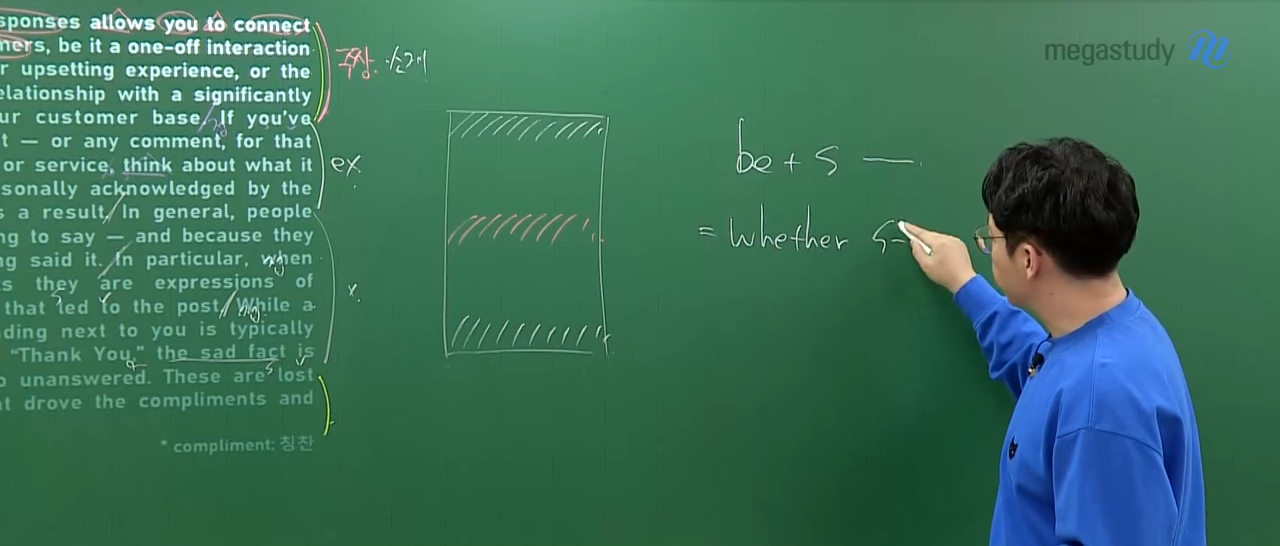 sponses allows you to connect
mers, be it a one-off interaction
r upsetting experience, or the
elationship with a significantly
ur customer base. If you've
t — or any comment, for that
or service, think about what it
sonally acknowledged by the
s a result. In general, people
ng to say — and because they
ng said it. In particular, when
s they are expressions of
that led to the post. While a
ding next to you is typically
"Thank You," the sad fact is
o unanswered. These are lost
t drove the compliments and
* compliment: 칭찬
주장. 소재
ex.
x.
megastudy
be + S —
= whether S